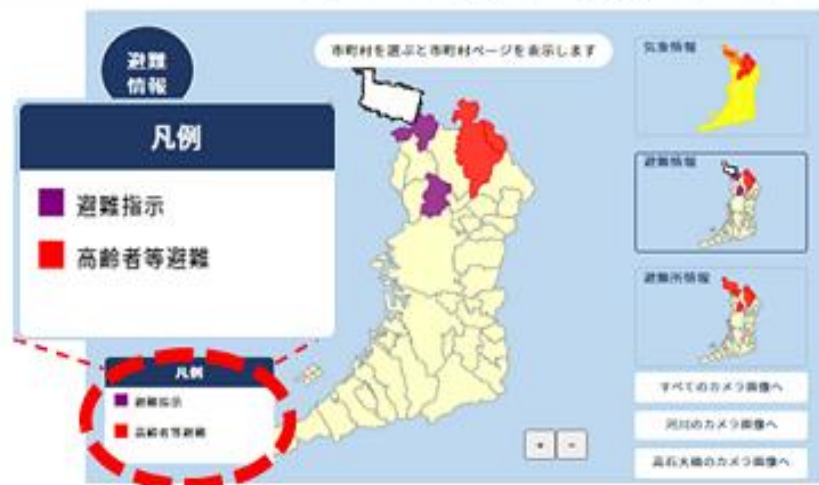 避難
情報
市町村を選ぶと市町村ページを表示します
凡例
避難指示
高齢者等避難
凡例
避難指示
高齢者等避難
+
-
気象情報
避難情報
避難所情報
すべてのカメラ画像へ
河川のカメラ画像へ
高石大橋のカメラ画像へ